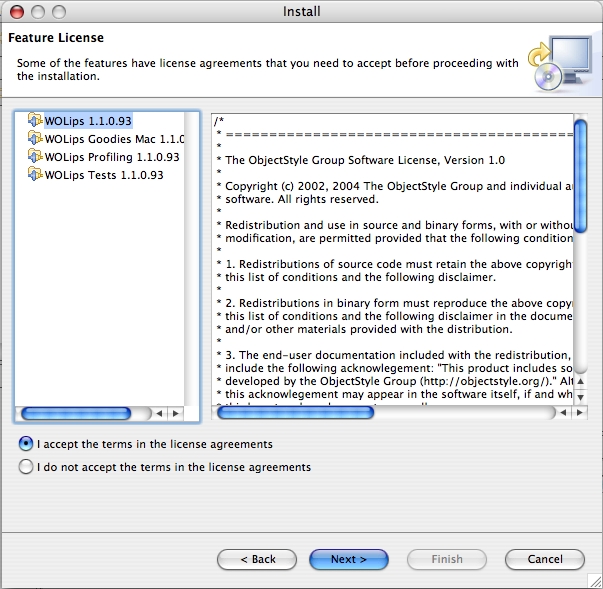 Install
Feature License
Some of the features have license agreements that you need to accept before proceeding with
the installation.
WOLips 1.1.0.93
WOLips Goodies Mac 1.1.0
WOLips Profiling 1.1.0.93
WOLips Tests 1.1.0.93
/*
* ====================================================
*
* The ObjectStyle Group Software License, Version 1.0
*
* Copyright (c) 2002, 2004 The ObjectStyle Group and individual a
* software. All rights reserved.
*
* Redistribution and use in source and binary forms, with or withou
* modification, are permitted provided that the following condition
*
* 1. Redistributions of source code must retain the above copyrigh
* this list of conditions and the following disclaimer.
*
* 2. Redistributions in binary form must reproduce the above copy
* this list of conditions and the following disclaimer in the docume
* and/or other materials provided with the distribution.
*
* 3. The end-user documentation included with the redistribution,
* include the following acknowlegement: "This product includes so
* developed by the ObjectStyle Group (http://objectstyle.org/)." Alt
* this acknowlegement may appear in the software itself, if and wh
I accept the terms in the license agreements
I do not accept the terms in the license agreements
< Back
Next >
Finish
Cancel